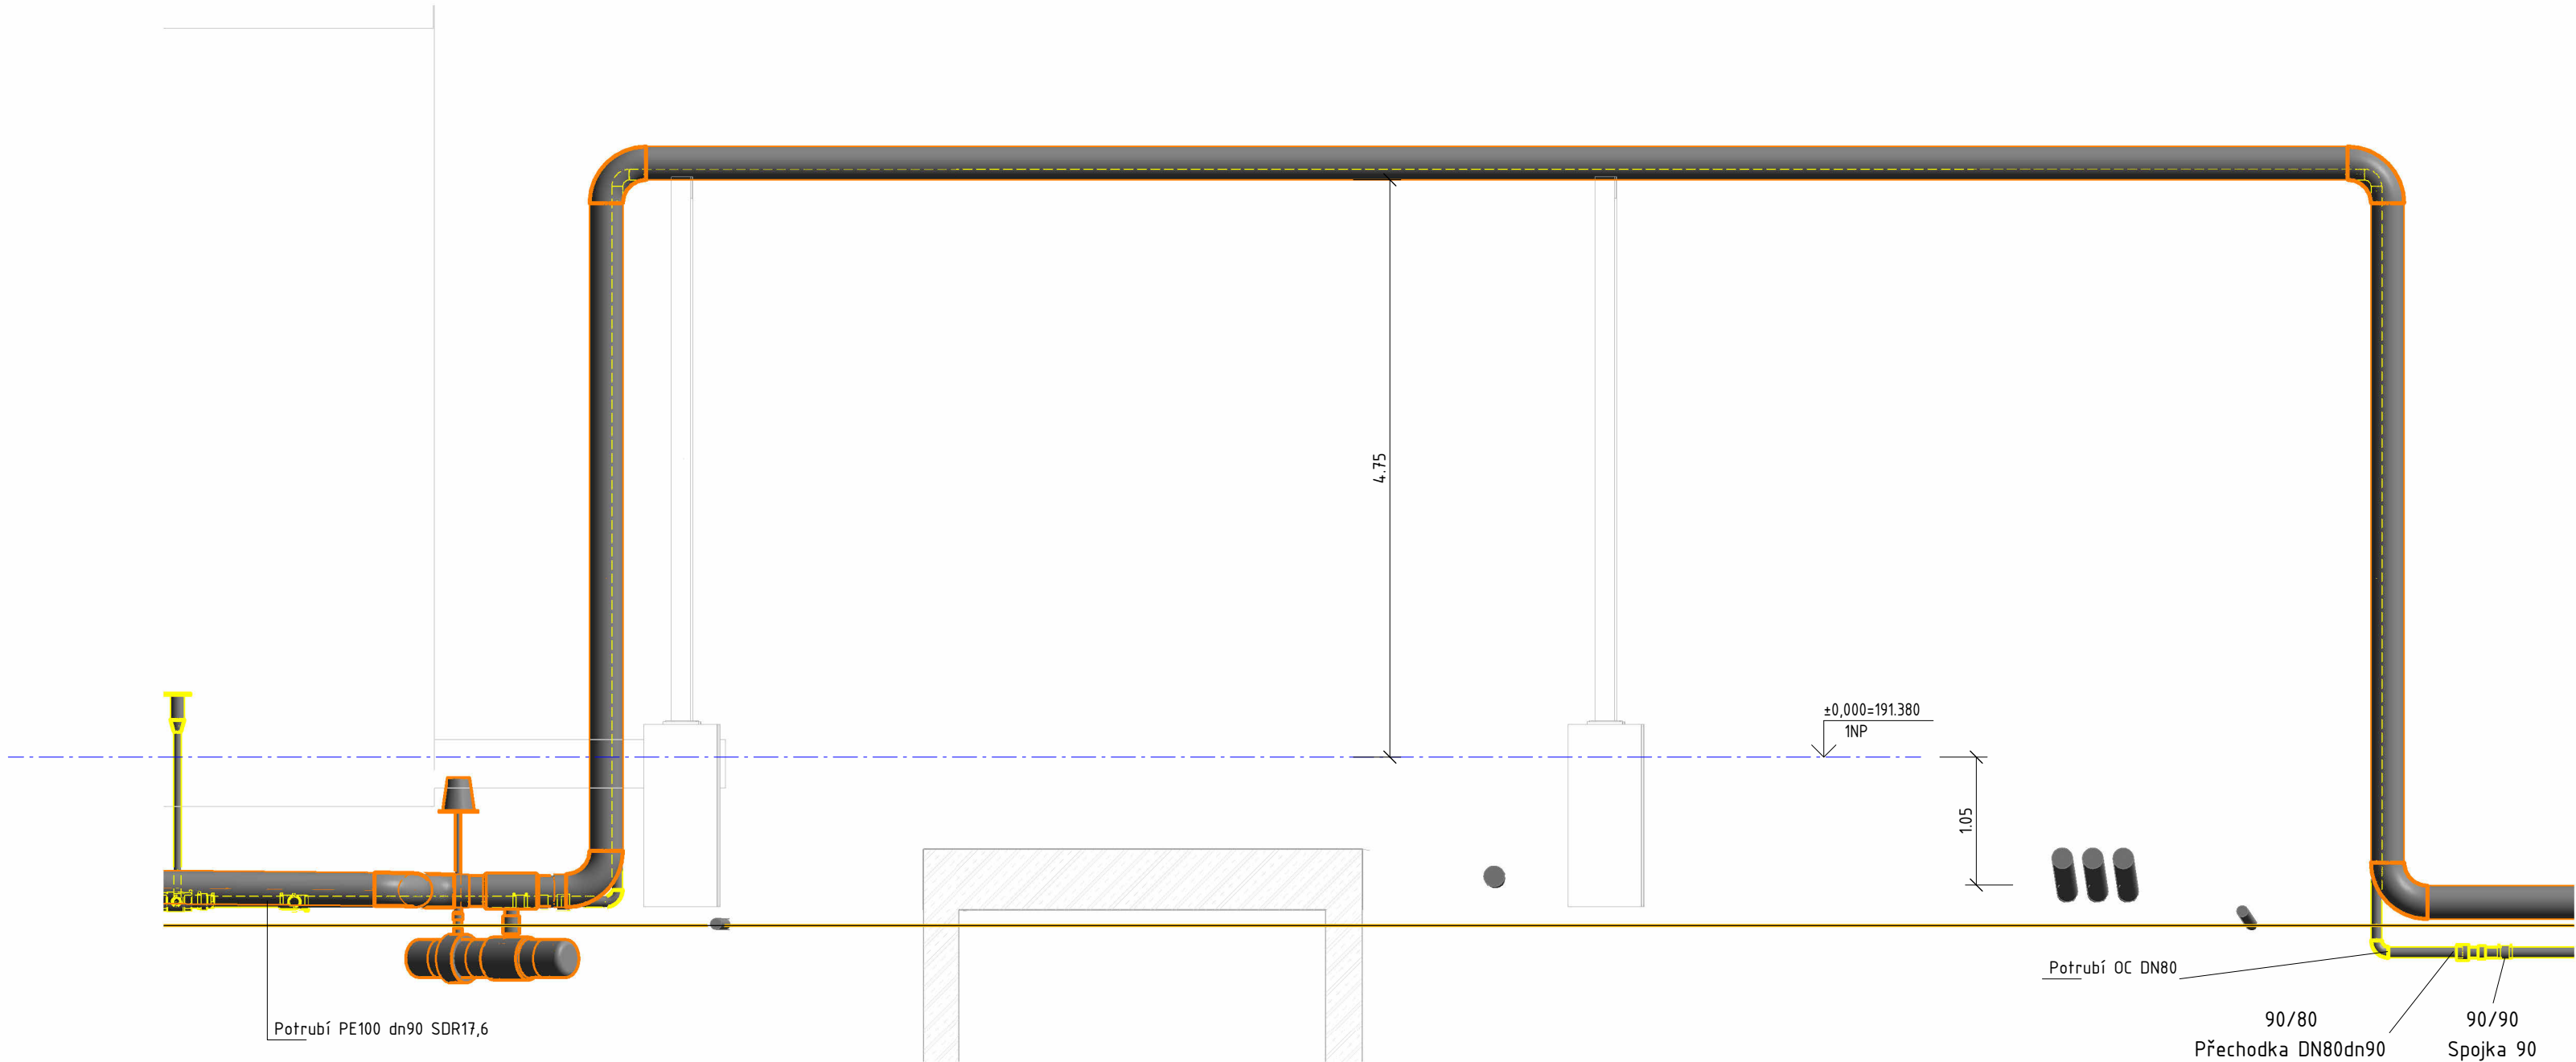 4.75
±0,000=191.380
1NP
1.05
Potrubí OC DN80
Potrubí PE100 dn90 SDR17,6
90/80
Přechodka DN80dn90
90/90
Spojka 90